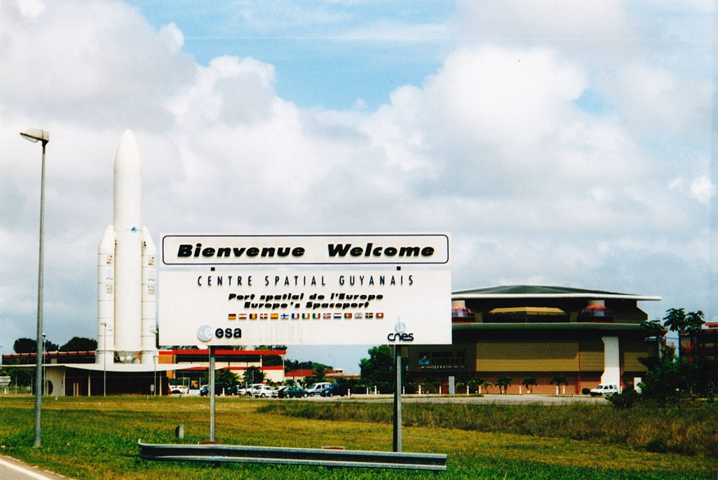 Bienvenue Welcome
CENTRE SPATIAL GUYANAIS
Port spatial de l'Europe
Europe's Spaceport
esa
cnes